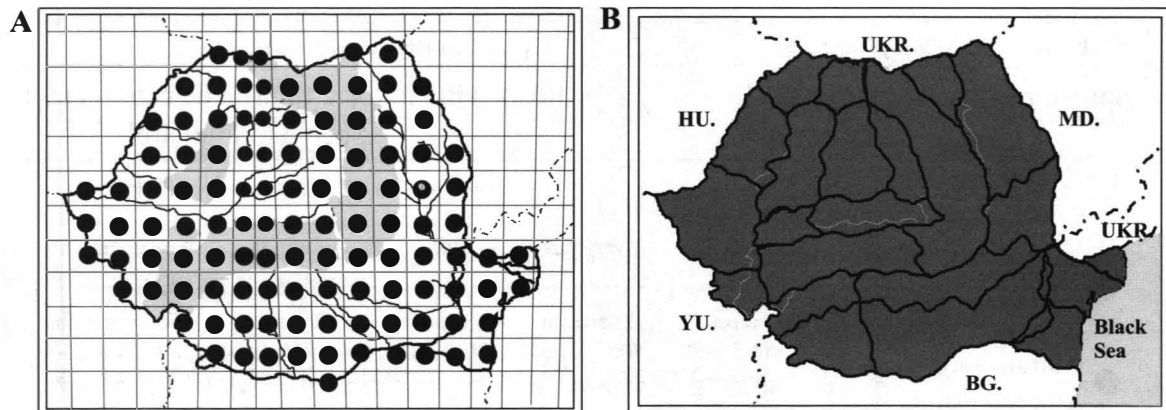 A
B
UKR.
HU.
MD.
UKR.
YU.
Black
Sea
BG.